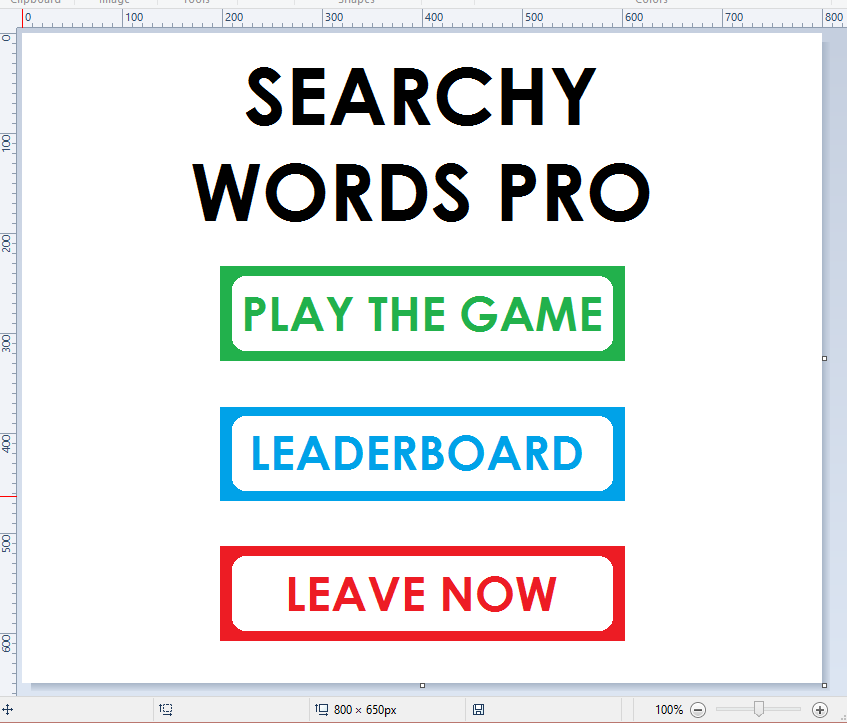 Clipboard Image Tools Shapes Colors
0 100 200 300 400 500 600 700 800
0
100
200
300
400
500
600
SEARCHY
WORDS PRO
PLAY THE GAME
LEADERBOARD
LEAVE NOW
800 × 650px 100%